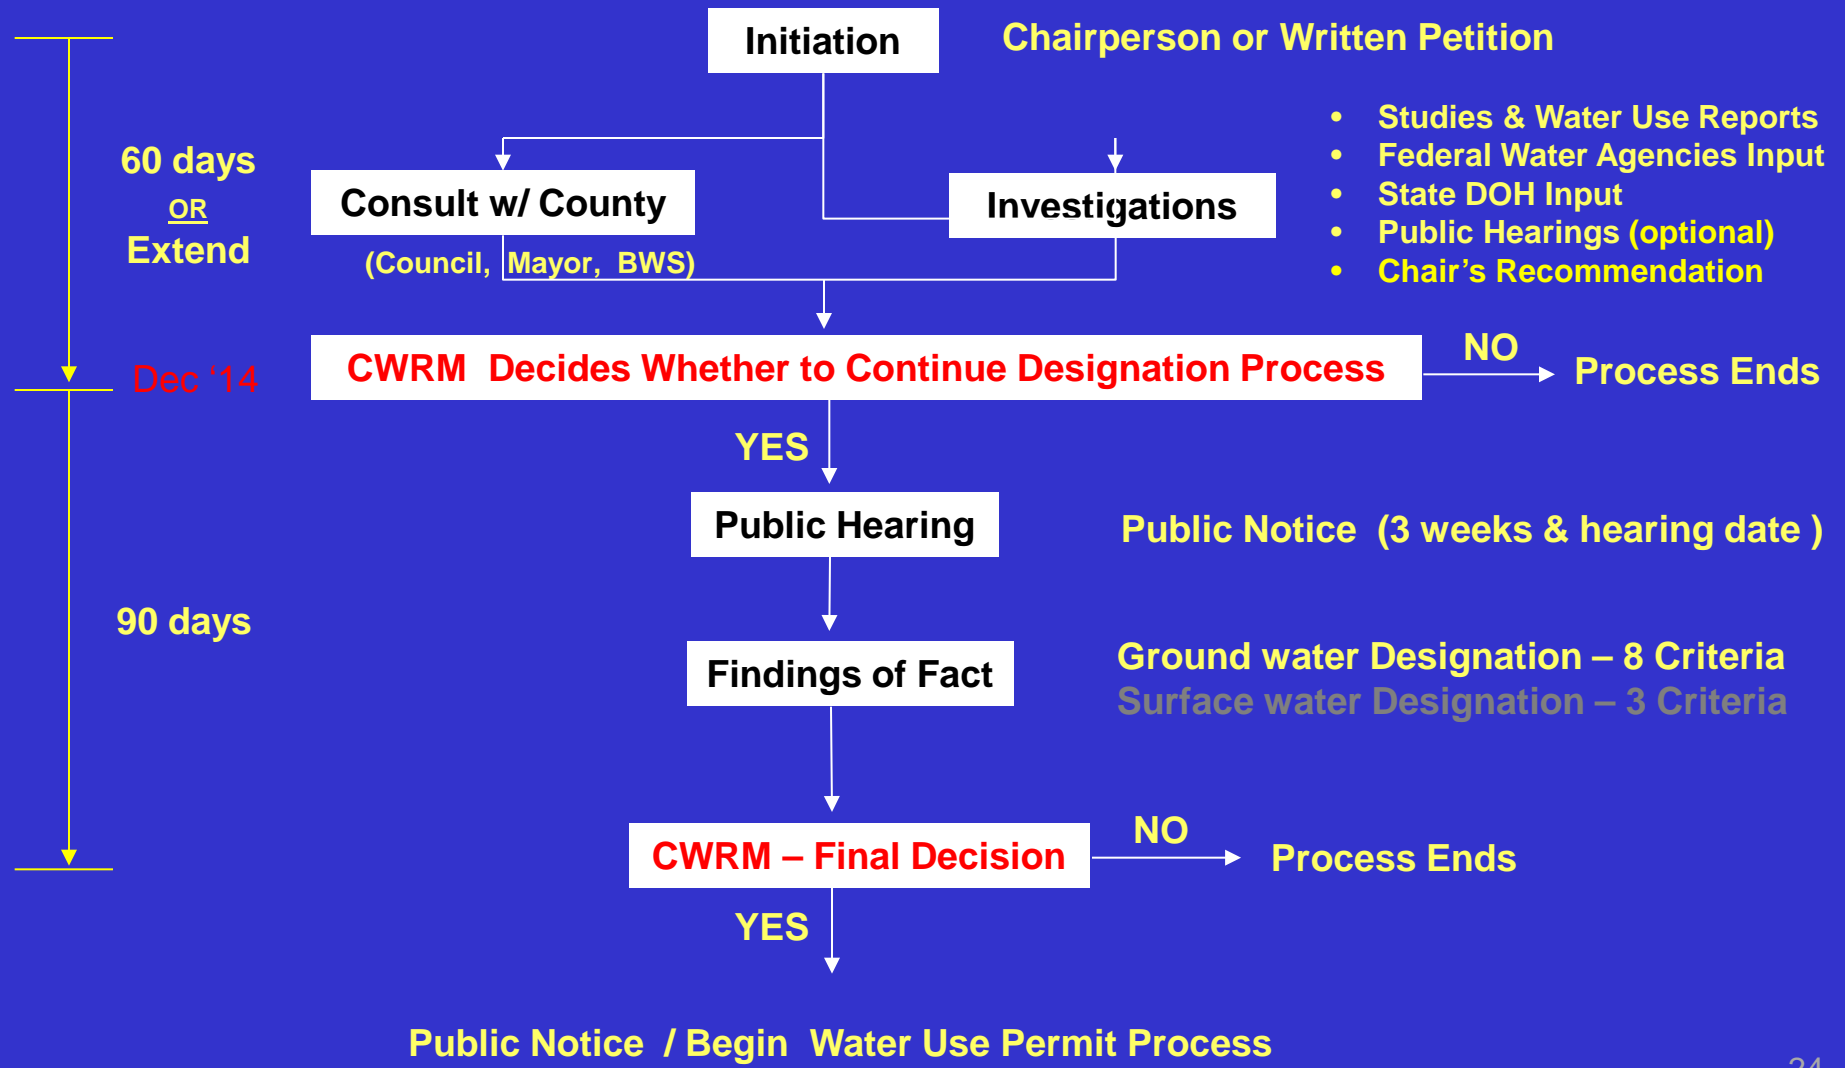 Initiation
Chairperson or Written Petition
60 days
OR
Extend
Consult w/ County
(Council, Mayor, BWS)
Investigations
• Studies & Water Use Reports
• Federal Water Agencies Input
• State DOH Input
• Public Hearings (optional)
• Chair’s Recommendation
Dec ‘14
CWRM Decides Whether to Continue Designation Process
NO
Process Ends
YES
Public Hearing
Public Notice (3 weeks & hearing date )
90 days
Findings of Fact
Ground water Designation – 8 Criteria
Surface water Designation – 3 Criteria
CWRM – Final Decision
NO
Process Ends
YES
Public Notice / Begin Water Use Permit Process